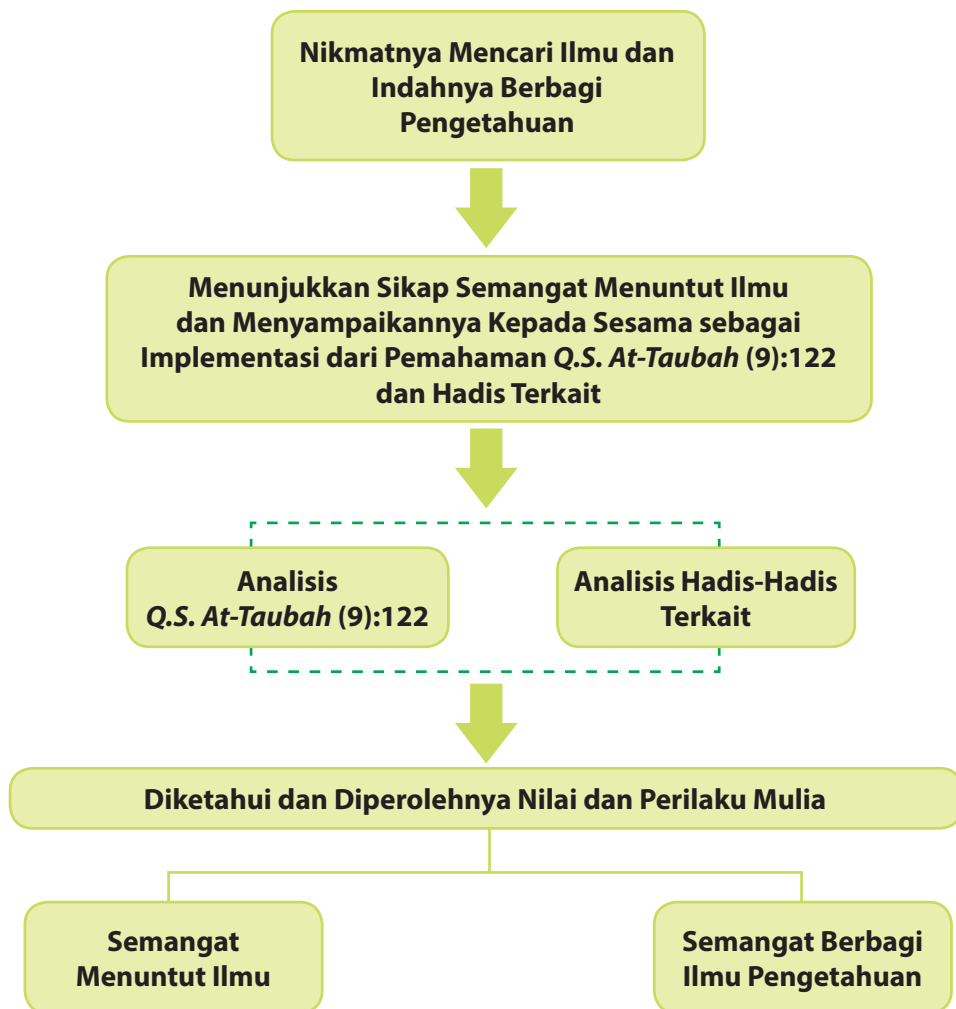 Nikmatnya Mencari Ilmu dan
Indahnya Berbagi
Pengetahuan
Menunjukkan Sikap Semangat Menuntut Ilmu
dan Menyampaikannya Kepada Sesama sebagai
Implementasi dari Pemahaman Q.S. At-Taubah (9):122
dan Hadis Terkait
Analisis
Q.S. At-Taubah (9):122
Analisis Hadis-Hadis
Terkait
Diketahui dan Diperolehnya Nilai dan Perilaku Mulia
Semangat
Menuntut Ilmu
Semangat Berbagi
Ilmu Pengetahuan